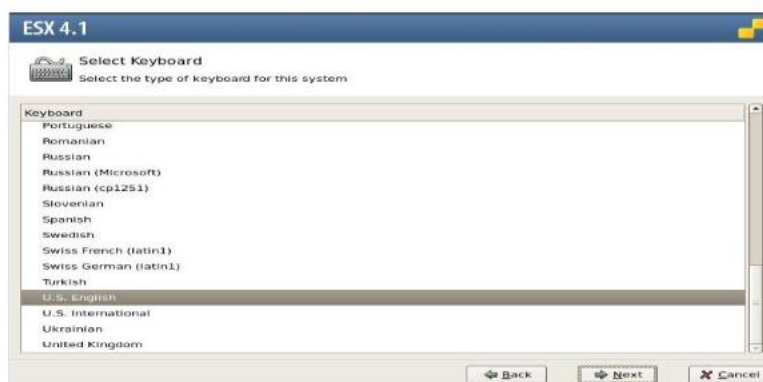 ESX 4.1
Select Keyboard
Select the type of keyboard for this system
Keyboard
Portuguese
Romanian
Russian
Russian (Microsoft)
Russian (cp1251)
Slovenian
Spanish
Swedish
Swiss French (latin1)
Swiss German (latin1)
Turkish
U.S. English
U.S. International
Ukrainian
United Kingdom
Back Next Cancel